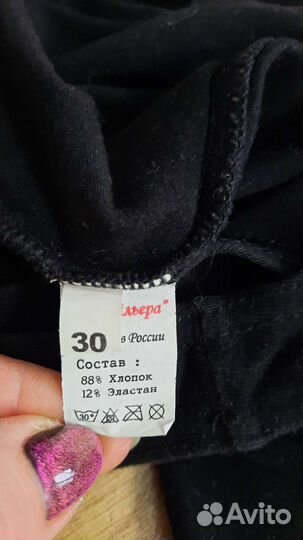 льера"
30
в России
Состав :
88% Хлопок
12% Эластан
30°
Avito